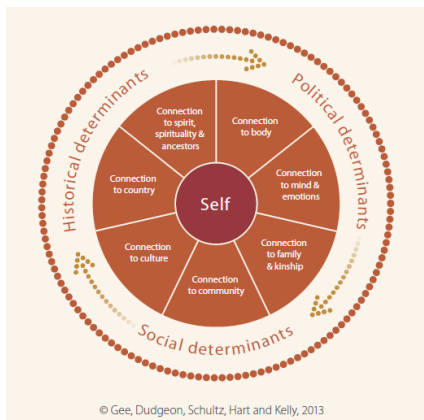 Historical determinants
Political determinants
Social determinants
Connection
to spirit,
spirituality &
ancestors
Connection
to body
Connection
to mind &
emotions
Connection
to family
& kinship
Connection
to community
Connection
to culture
Connection
to country
Self
© Gee, Dudgeon, Schultz, Hart and Kelly, 2013